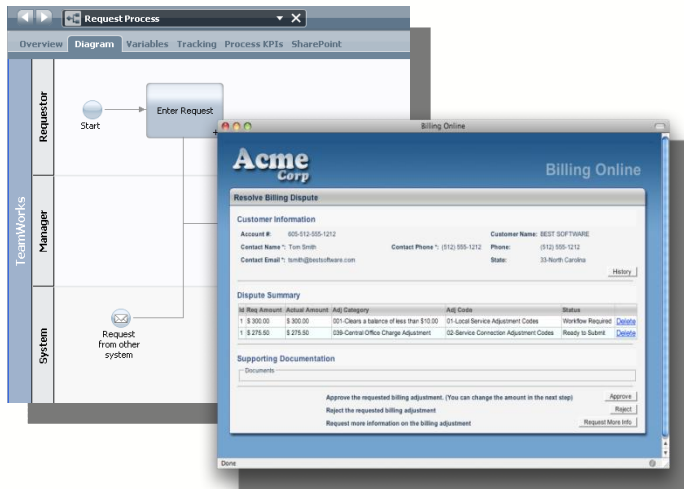 Request Process
Overview Diagram Variables Tracking Process KPIs SharePoint
TeamWorks
Requestor
Start
Enter Request
Manager
System
Request
from other
system
Billing Online
Acme
Corp
Billing Online
Resolve Billing Dispute
Customer Information
Account #: 605-512-555-1212 Customer Name: BEST SOFTWARE
Contact Name *: Tom Smith Contact Phone *: (512) 555-1212 Phone: (512) 555-1212
Contact Email *: tsmith@bestsoftware.com State: 33-North Carolina
History
Dispute Summary
Id Req Amount Actual Amount Adj Category Adj Code Status
1 $ 300.00 $ 300.00 001-Clears a balance of less than $10.00 01-Local Service Adjustment Codes Workflow Required Delete
1 $ 275.50 $ 275.50 039-Central Office Charge Adjustment 02-Service Connection Adjustment Codes Ready to Submit Delete
Supporting Documentation
Documents
Approve the requested billing adjustment. (You can change the amount in the next step) Approve
Reject the requested billing adjustment Reject
Request more information on the billing adjustment Request More Info
Done